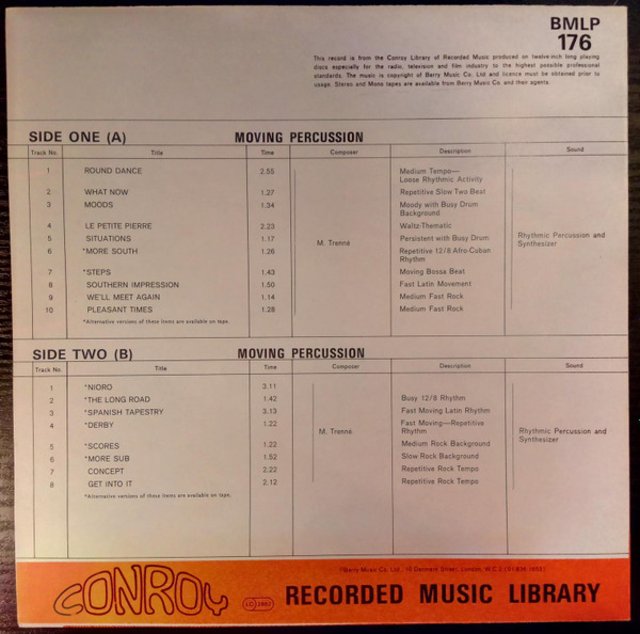 BMLP
176
This record is from the Conroy Library of Recorded Music produced on twelve-inch long playing
discs especially for the radio, television and film industry to the highest possible professional
standards. The music is copyright of Berry Music Co. Ltd and licence must be obtained prior to
usage. Stereo and Mono tapes are available from Berry Music Co. and their agents.
SIDE ONE (A) MOVING PERCUSSION
Track No. Title Time Composer Description Sound
1 ROUND DANCE 2.55 Medium Tempo—
Loose Rhythmic Activity
2 WHAT NOW 1.27 Repetitive Slow Two Beat
3 MOODS 1.34 Moody with Busy Drum
Background
4 LE PETITE PIERRE 2.23 Waltz-Thematic
5 SITUATIONS 1.17 Persistent with Busy Drum
M. Trenné
Rhythmic Percussion and
Synthesizer
6 *MORE SOUTH 1.26 Repetitive 12/8 Afro-Cuban
Rhythm
7 *STEPS 1.43 Moving Bossa Beat
8 SOUTHERN IMPRESSION 1.50 Fast Latin Movement
9 WE'LL MEET AGAIN 1.14 Medium Fast Rock
10 PLEASANT TIMES 1.28 Medium Fast Rock
*Alternative versions of these items are available on tape.
SIDE TWO (B) MOVING PERCUSSION
Track No. Title Time Composer Description Sound
1 *NIORO 3.11
2 *THE LONG ROAD 1.42 Busy 12/8 Rhythm
3 *SPANISH TAPESTRY 3.13 Fast Moving Latin Rhythm
4 *DERBY 1.22 Fast Moving—Repetitive
Rhythm
M. Trenné
Rhythmic Percussion and
Synthesizer
5 *SCORES 1.22 Medium Rock Background
6 *MORE SUB 1.52 Slow Rock Background
7 CONCEPT 2.22 Repetitive Rock Tempo
8 GET INTO IT 2.12 Repetitive Rock Tempo
*Alternative versions of these items are available on tape.
Berry Music Co. Ltd., 10 Denmark Street, London, W.C.2
CONROY
RECORDED MUSIC LIBRARY